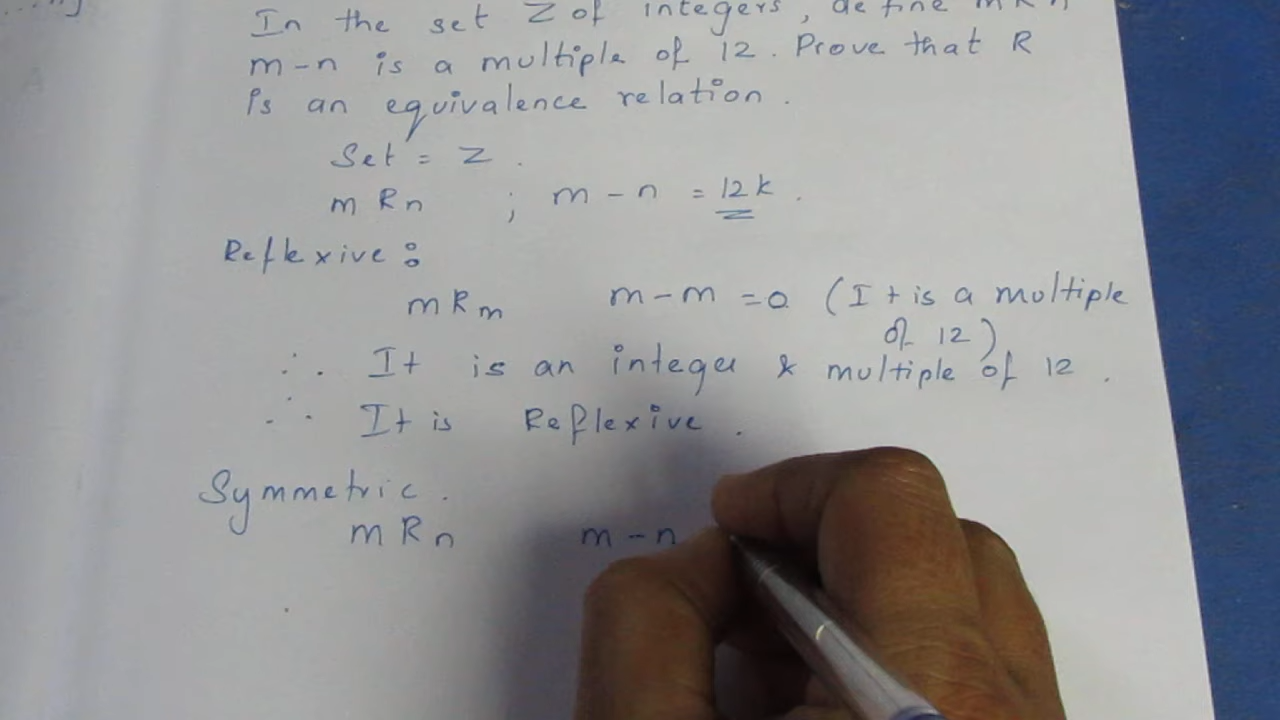 In the set Z of integers, define mRn
m-n is a multiple of 12. Prove that R
is an equivalence relation.
Set = Z.
mRn ; m-n = 12k.
Reflexive:
mRm m-m=0 (It is a multiple
of 12)
∴ It is an integer & multiple of 12.
∴ It is Reflexive.
Symmetric.
mRn m-n